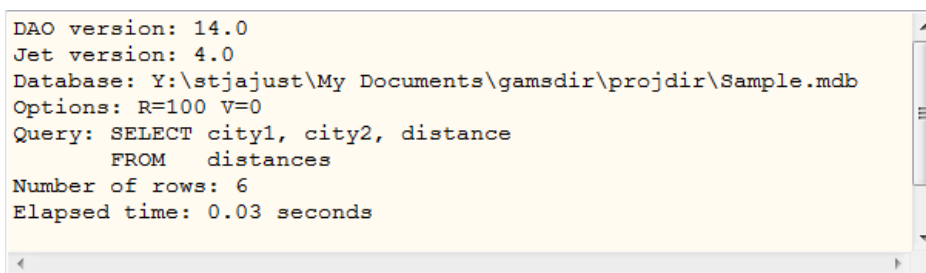 DAO version: 14.0
Jet version: 4.0
Database: Y:\stjajust\My Documents\gamsdir\projdir\Sample.mdb
Options: R=100 V=0
Query: SELECT city1, city2, distance
       FROM   distances
Number of rows: 6
Elapsed time: 0.03 seconds